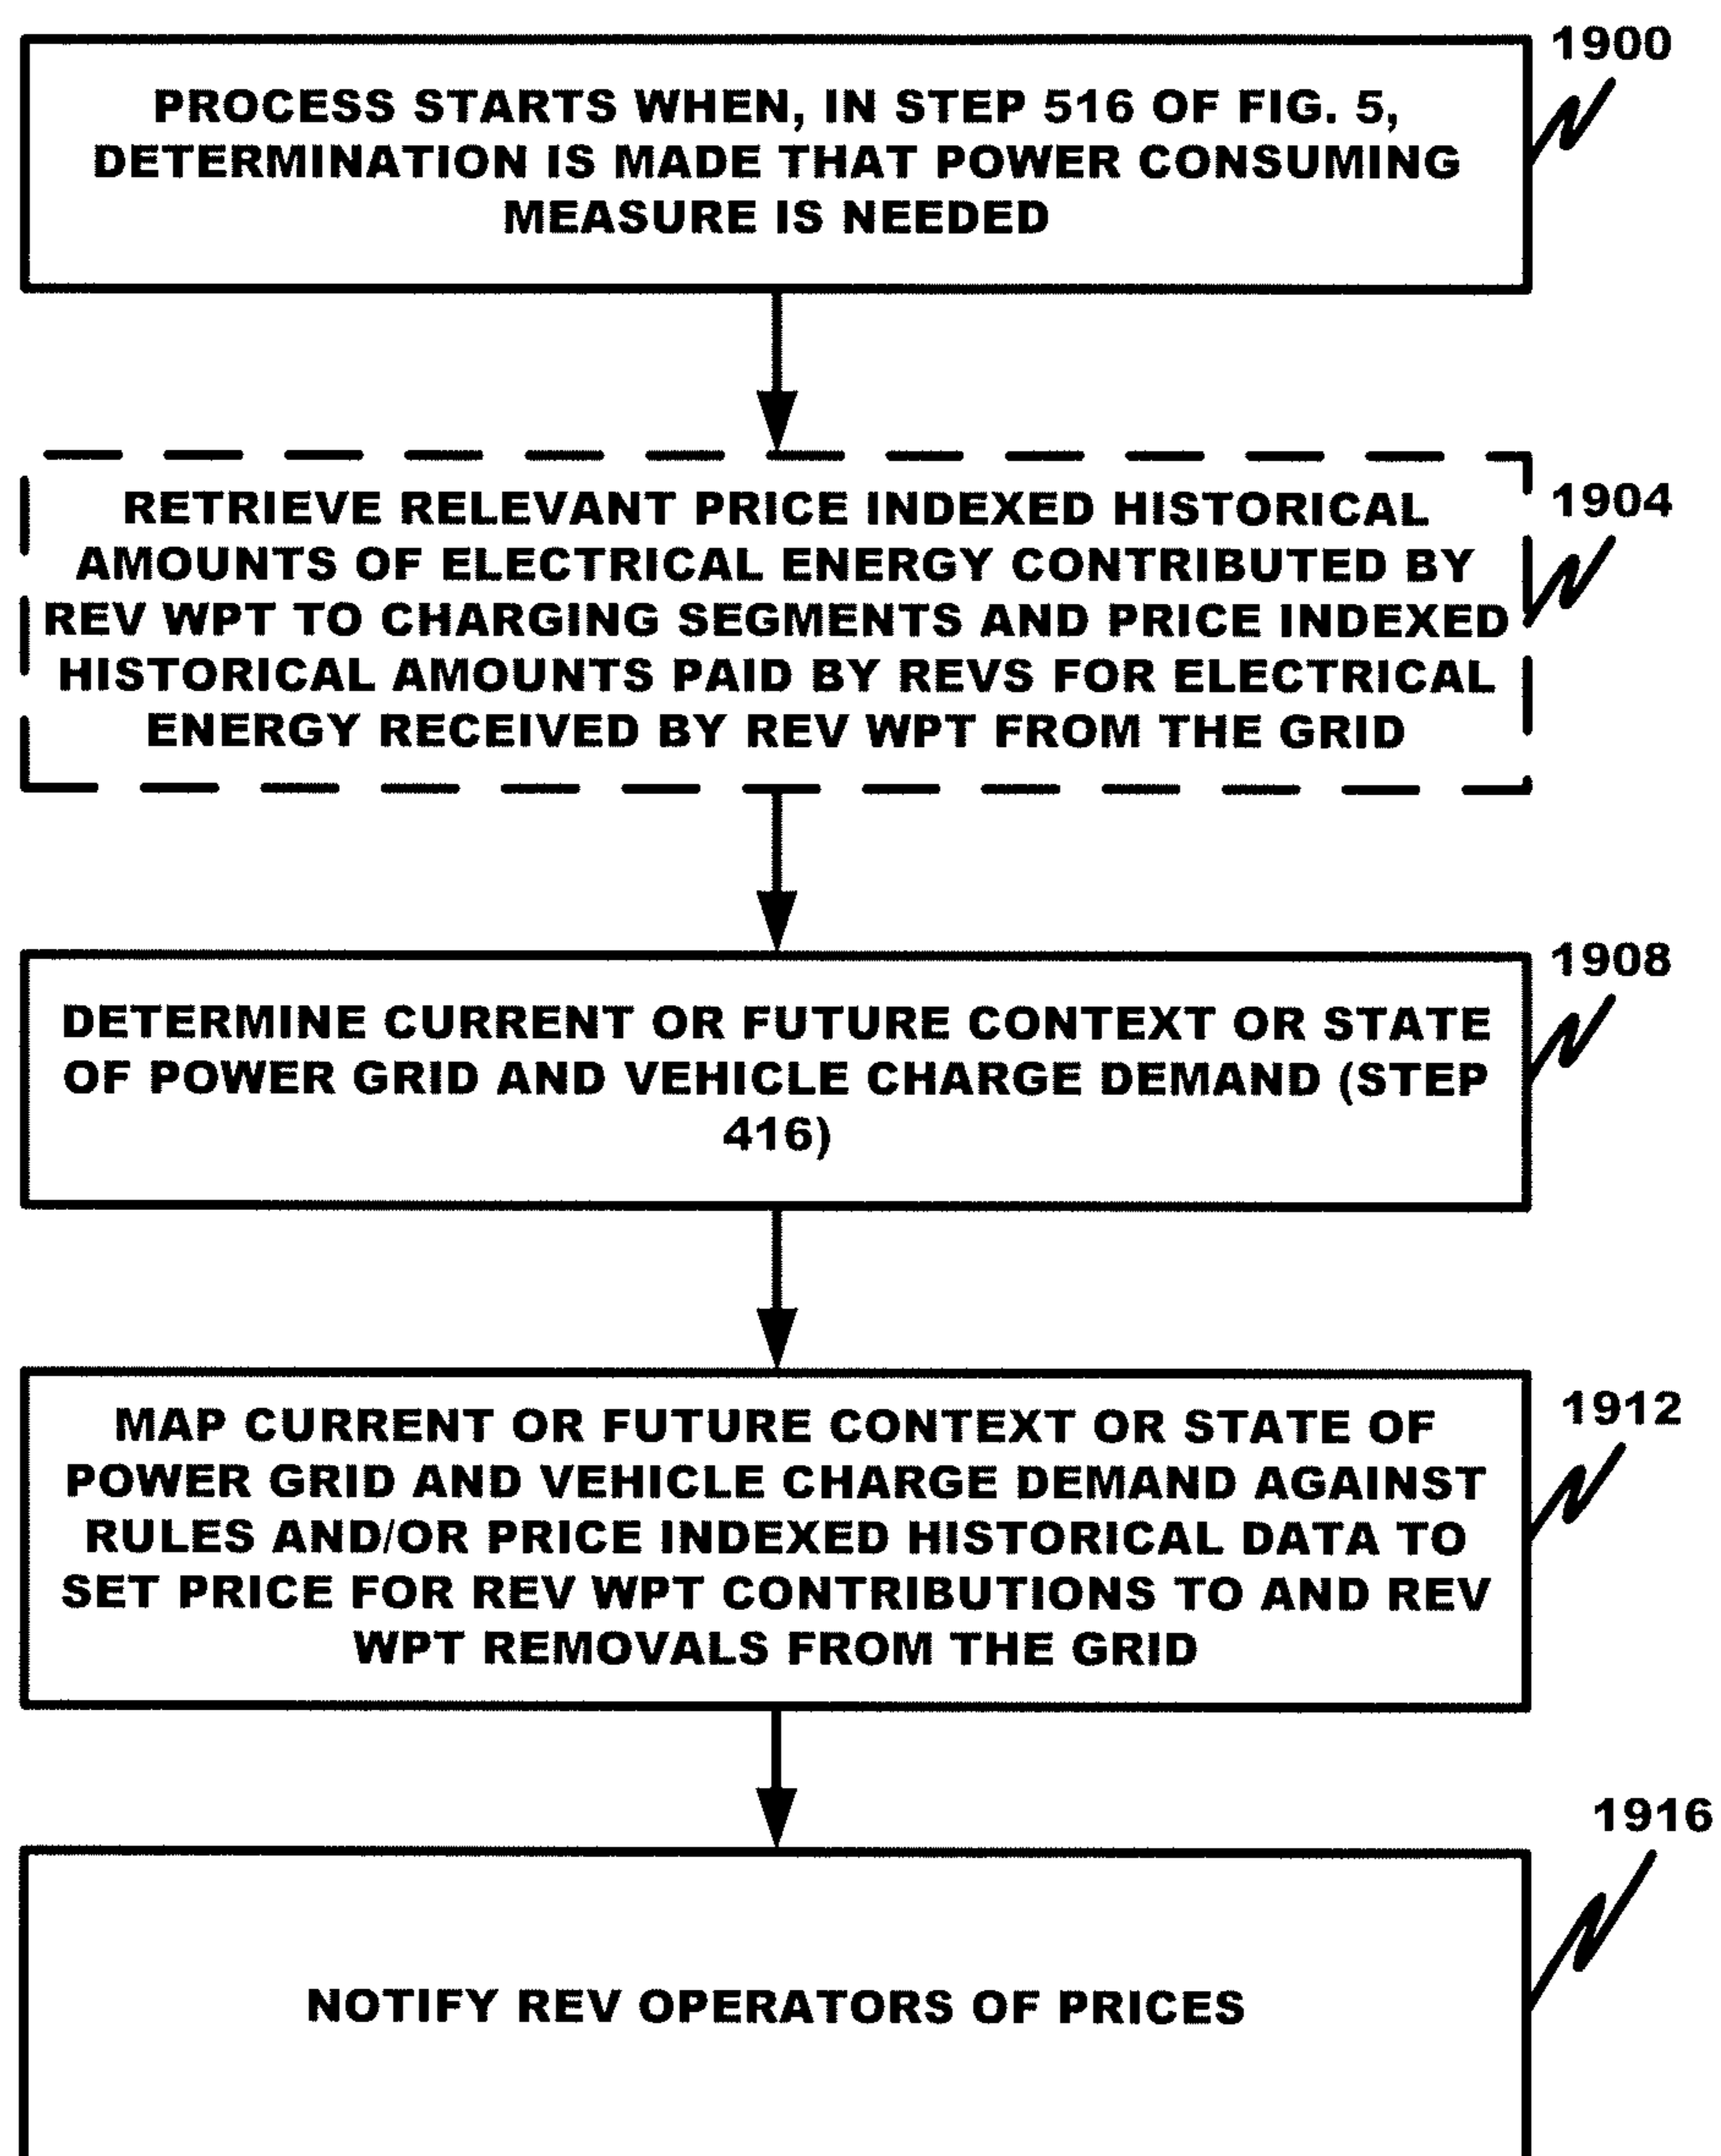 1900
PROCESS STARTS WHEN, IN STEP 516 OF FIG. 5,
DETERMINATION IS MADE THAT POWER CONSUMING
MEASURE IS NEEDED
1904
RETRIEVE RELEVANT PRICE INDEXED HISTORICAL
AMOUNTS OF ELECTRICAL ENERGY CONTRIBUTED BY
REV WPT TO CHARGING SEGMENTS AND PRICE INDEXED
HISTORICAL AMOUNTS PAID BY REVS FOR ELECTRICAL
ENERGY RECEIVED BY REV WPT FROM THE GRID
1908
DETERMINE CURRENT OR FUTURE CONTEXT OR STATE
OF POWER GRID AND VEHICLE CHARGE DEMAND (STEP
416)
1912
MAP CURRENT OR FUTURE CONTEXT OR STATE OF
POWER GRID AND VEHICLE CHARGE DEMAND AGAINST
RULES AND/OR PRICE INDEXED HISTORICAL DATA TO
SET PRICE FOR REV WPT CONTRIBUTIONS TO AND REV
WPT REMOVALS FROM THE GRID
1916
NOTIFY REV OPERATORS OF PRICES